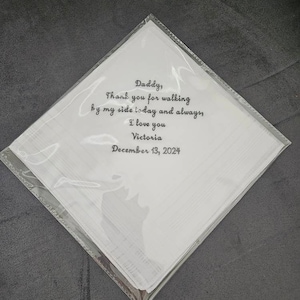 Daddy,
Thank you for walking
by my side today and always,
I love you
Victoria
December 13, 2024